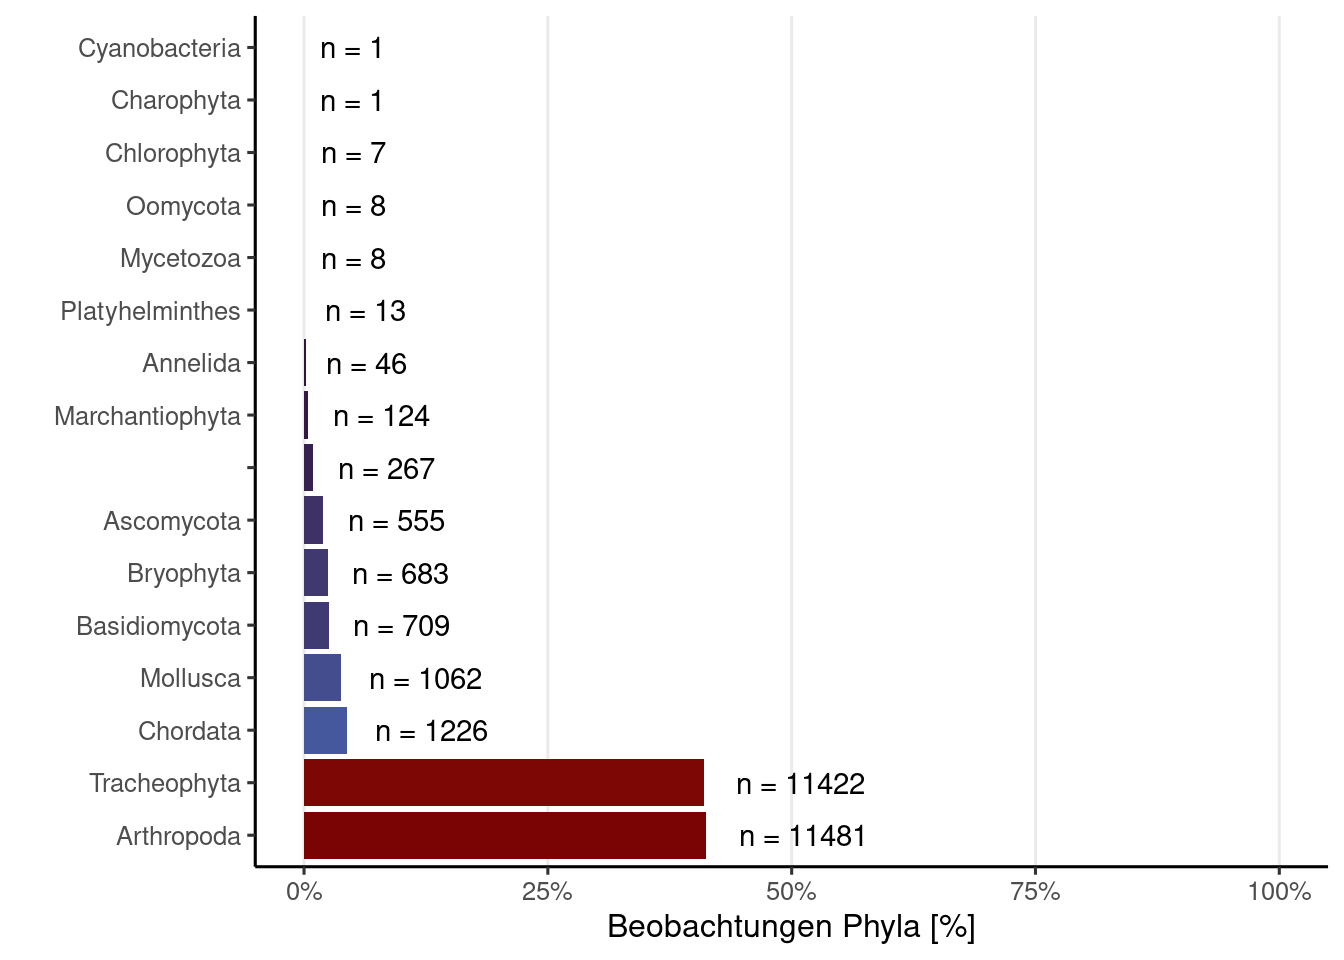 Cyanobacteria n = 1
Charophyta n = 1
Chlorophyta n = 7
Oomycota n = 8
Mycetozoa n = 8
Platyhelminthes n = 13
Annelida n = 46
Marchantiophyta n = 124
n = 267
Ascomycota n = 555
Bryophyta n = 683
Basidiomycota n = 709
Mollusca n = 1062
Chordata n = 1226
Tracheophyta n = 11422
Arthropoda n = 11481
0% 25% 50% 75% 100%
Beobachtungen Phyla [%]